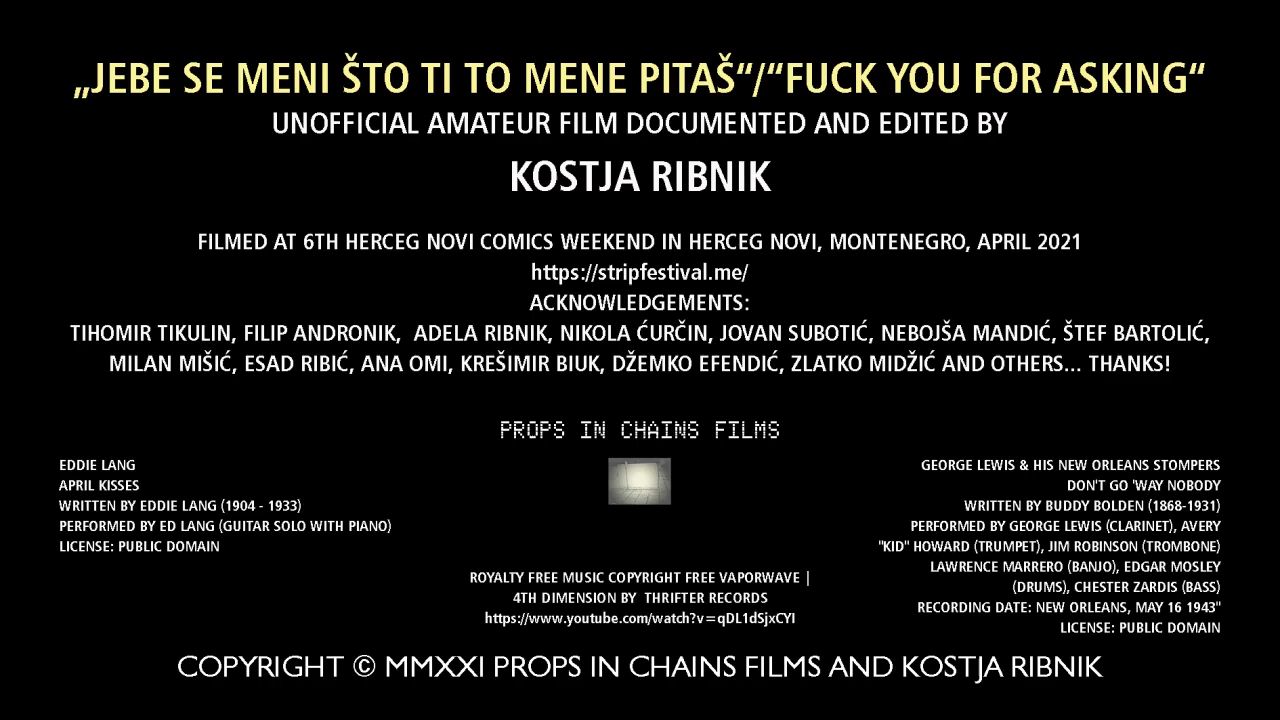 „JEBE SE MENI ŠTO TI TO MENE PITAŠ“/“FUCK YOU FOR ASKING“
UNOFFICIAL AMATEUR FILM DOCUMENTED AND EDITED BY
KOSTJA RIBNIK
FILMED AT 6TH HERCEG NOVI COMICS WEEKEND IN HERCEG NOVI, MONTENEGRO, APRIL 2021
https://stripfestival.me/
ACKNOWLEDGEMENTS:
TIHOMIR TIKULIN, FILIP ANDRONIK, ADELA RIBNIK, NIKOLA ĆURČIN, JOVAN SUBOTIĆ, NEBOJŠA MANDIĆ, ŠTEF BARTOLIĆ,
MILAN MIŠIĆ, ESAD RIBIĆ, ANA OMI, KREŠIMIR BIUK, DŽEMKO EFENDIĆ, ZLATKO MIDŽIĆ AND OTHERS... THANKS!
PROPS IN CHAINS FILMS
EDDIE LANG
APRIL KISSES
WRITTEN BY EDDIE LANG (1904 - 1933)
PERFORMED BY ED LANG (GUITAR SOLO WITH PIANO)
LICENSE: PUBLIC DOMAIN
GEORGE LEWIS & HIS NEW ORLEANS STOMPERS
DON'T GO 'WAY NOBODY
WRITTEN BY BUDDY BOLDEN (1868-1931)
PERFORMED BY GEORGE LEWIS (CLARINET), AVERY
"KID" HOWARD (TRUMPET), JIM ROBINSON (TROMBONE)
LAWRENCE MARRERO (BANJO), EDGAR MOSLEY
(DRUMS), CHESTER ZARDIS (BASS)
RECORDING DATE: NEW ORLEANS, MAY 16 1943"
LICENSE: PUBLIC DOMAIN
ROYALTY FREE MUSIC COPYRIGHT FREE VAPORWAVE |
4TH DIMENSION BY THRIFTER RECORDS
https://www.youtube.com/watch?v=qDL1dSjxCYI
COPYRIGHT © MMXXI PROPS IN CHAINS FILMS AND KOSTJA RIBNIK